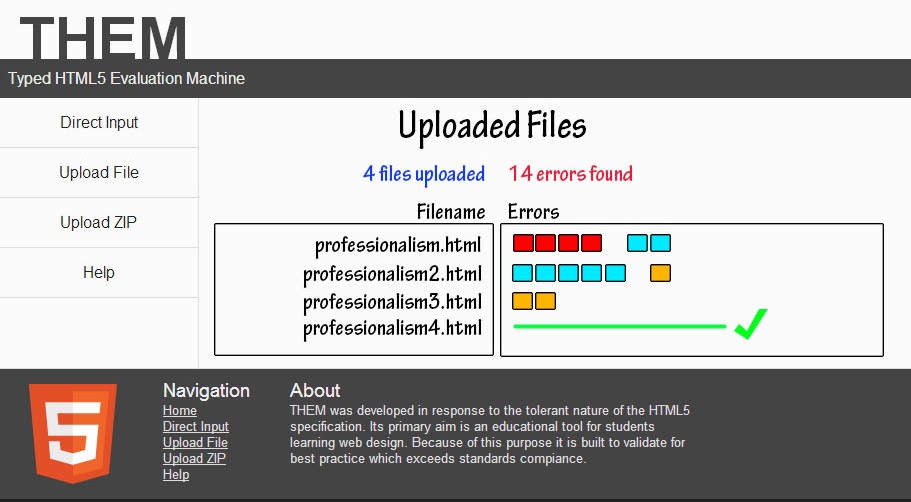 THEM
Typed HTML5 Evaluation Machine
Direct Input
Upload File
Upload ZIP
Help
Uploaded Files
4 files uploaded 14 errors found
Filename Errors
professionalism.html
professionalism2.html
professionalism3.html
professionalism4.html
5
Navigation
Home
Direct Input
Upload File
Upload ZIP
Help
About
THEM was developed in response to the tolerant nature of the HTML5
specification. Its primary aim is an educational tool for students
learning web design. Because of this purpose it is built to validate for
best practice which exceeds standards compiance.